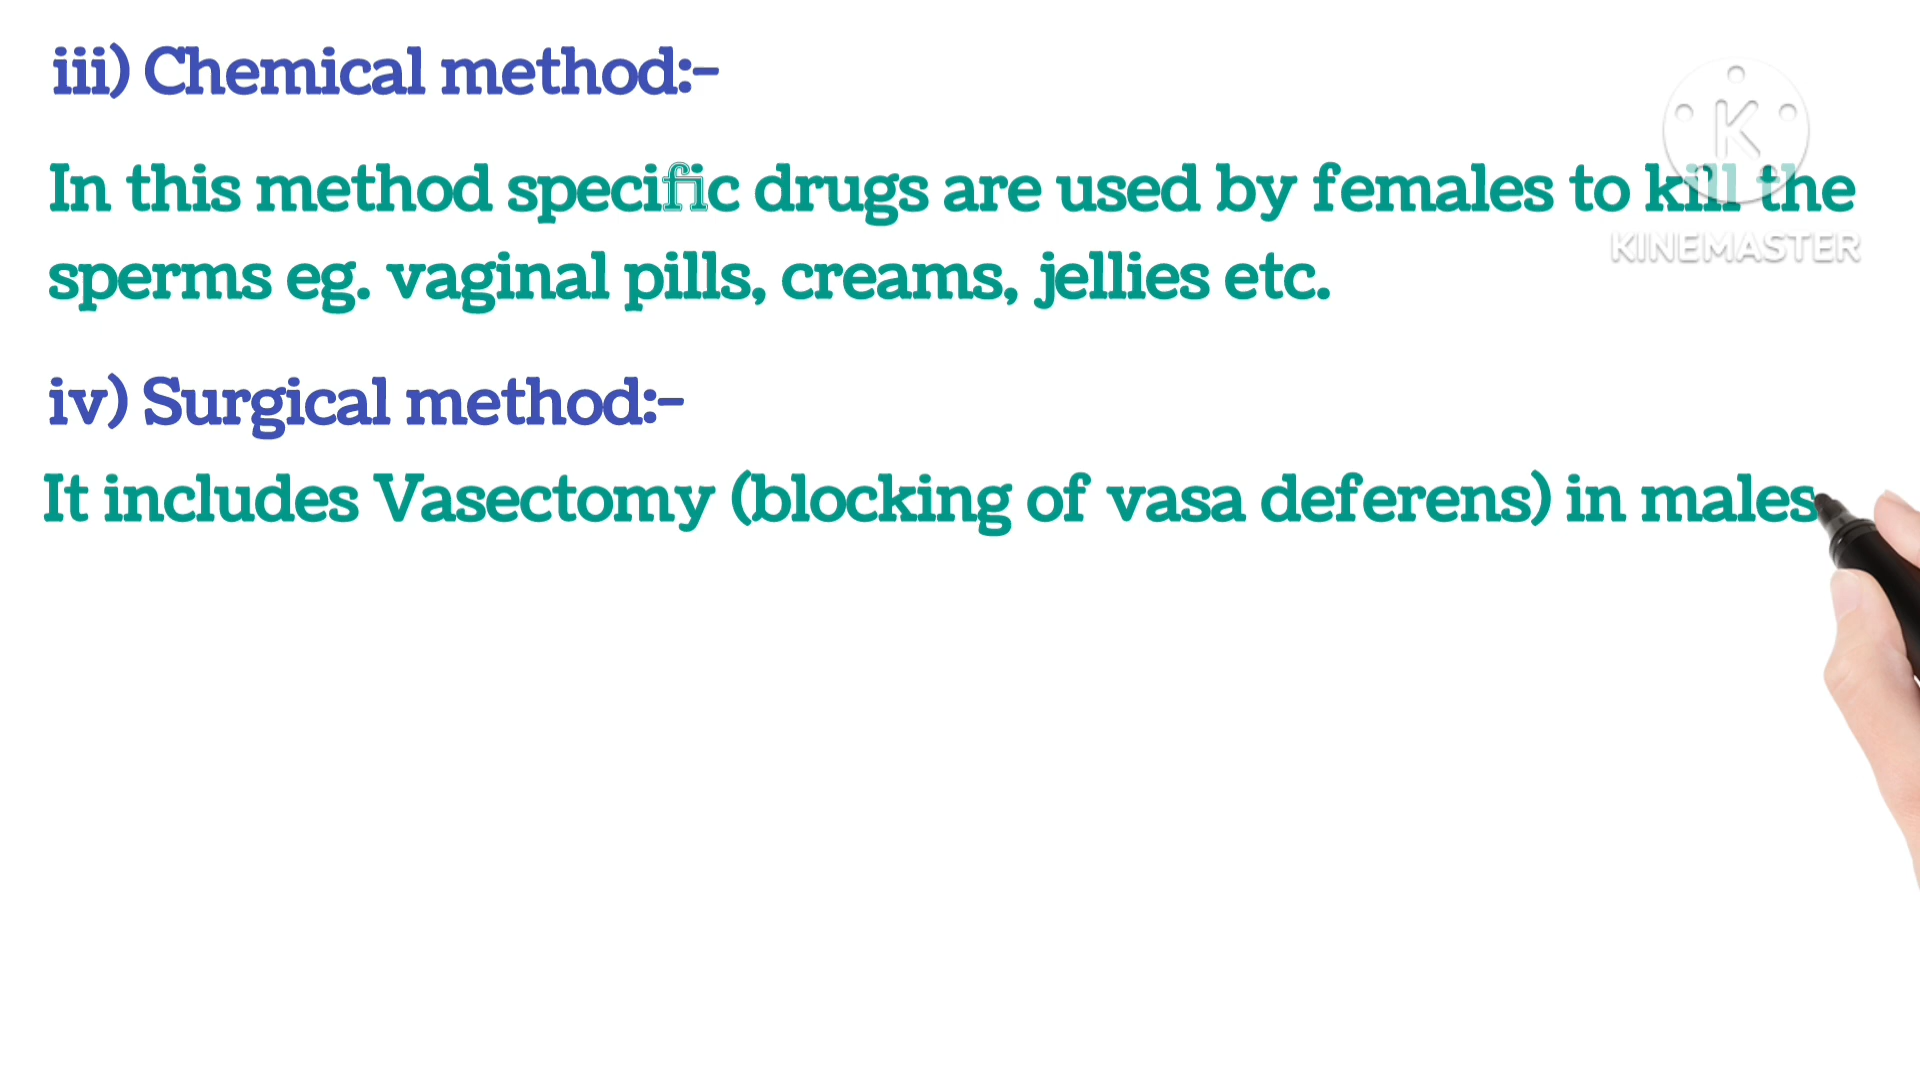 iii) Chemical method:-
In this method specific drugs are used by females to kill the
KINEMASTER
sperms eg. vaginal pills, creams, jellies etc.
iv) Surgical method:-
It includes Vasectomy (blocking of vasa deferens) in males